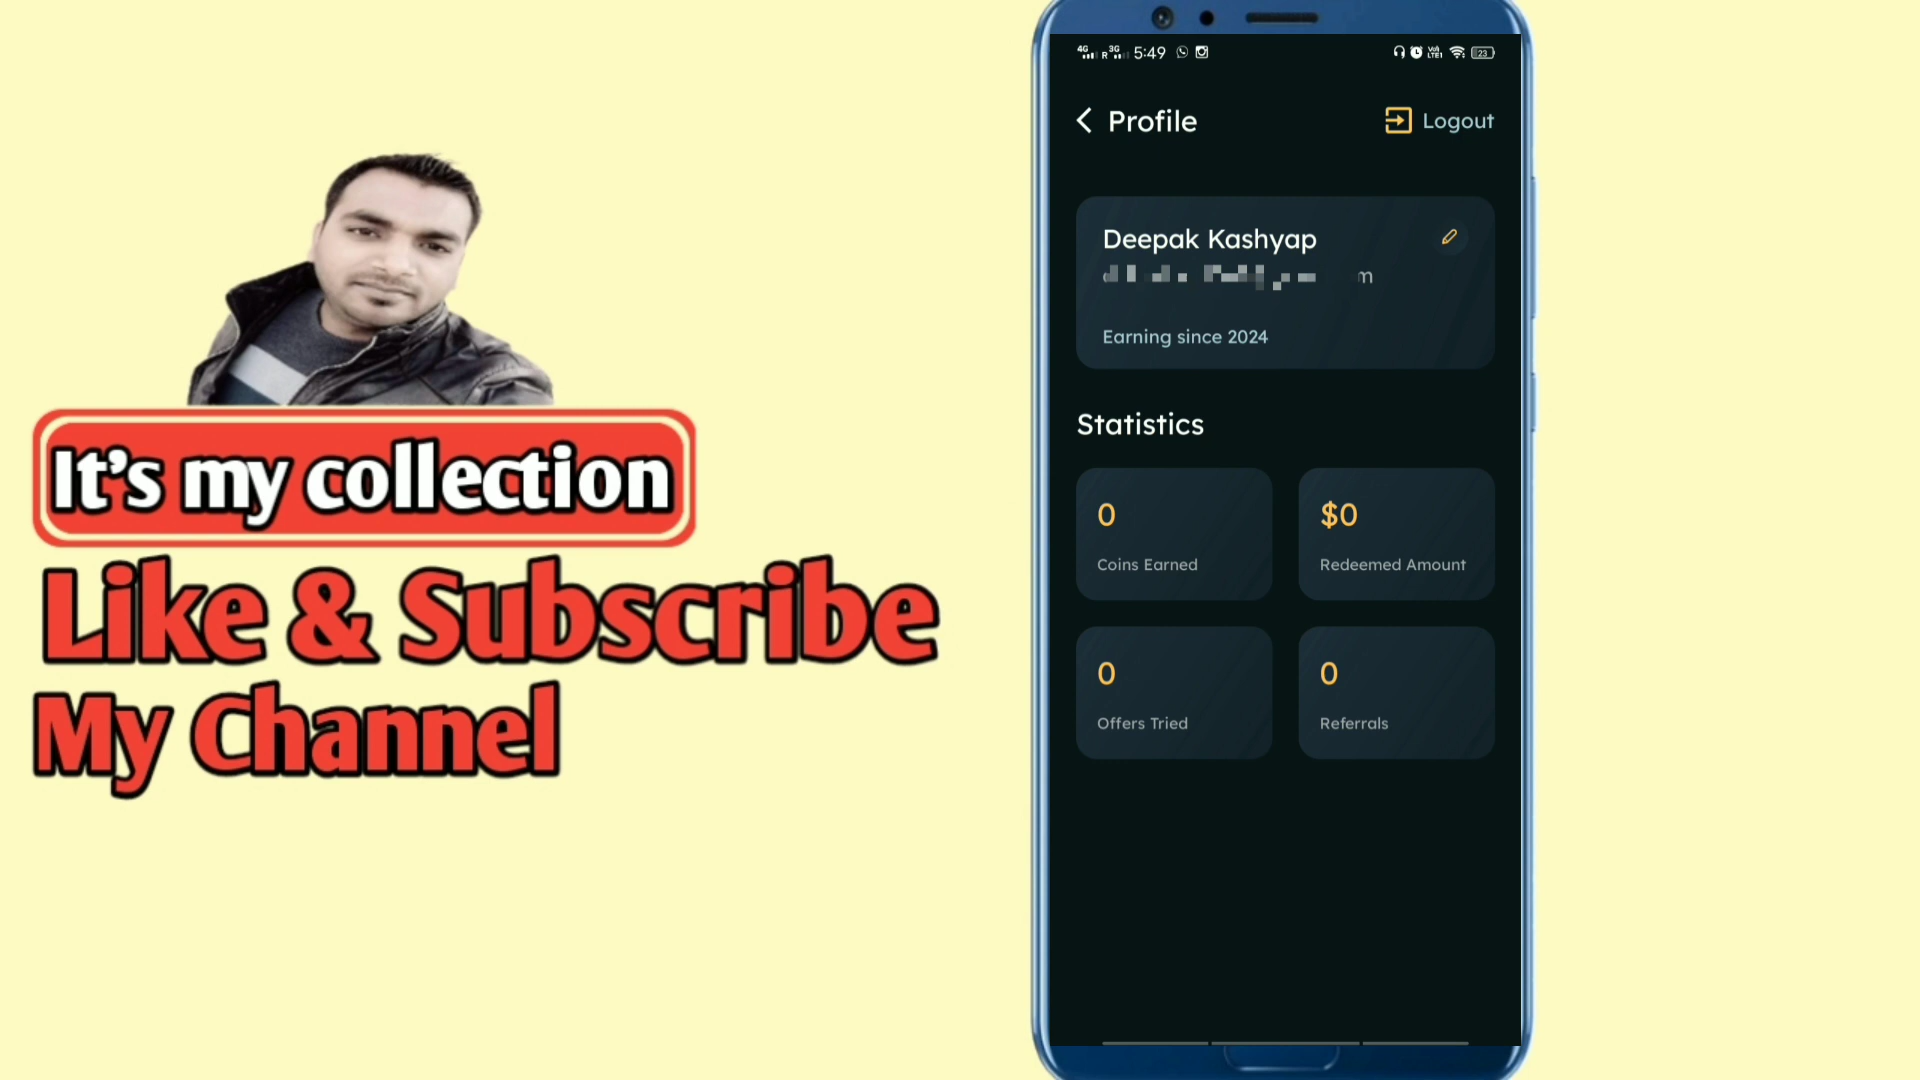 It's my collection
Like & Subscribe
My Channel
5:49
23
Profile
Logout
Deepak Kashyap
m
Earning since 2024
Statistics
0
$0
Coins Earned
Redeemed Amount
0
0
Offers Tried
Referrals